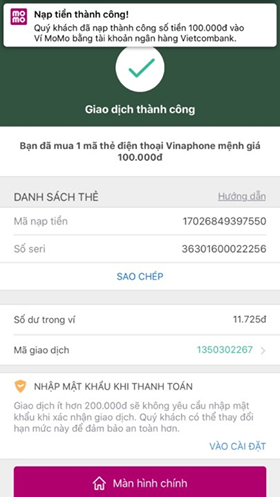 mo
mo
Nạp tiền thành công!
Quý khách đã nạp thành công số tiền 100.000đ vào
Ví MoMo bằng tài khoản ngân hàng Vietcombank.
Giao dịch thành công
Bạn đã mua 1 mã thẻ điện thoại Vinaphone mệnh giá
100.000đ
DANH SÁCH THẺ Hướng dẫn
Mã nạp tiền 17026849397550
Số seri 36301600022256
SAO CHÉP
Số dư trong ví 11.725đ
Mã giao dịch 1350302267
NHẬP MẬT KHẨU KHI THANH TOÁN
Giao dịch ít hơn 200.000đ sẽ không yêu cầu nhập mật
khẩu khi xác nhận giao dịch. Quý khách có thể thay đổi
hạn mức này để đảm bảo an toàn hơn.
VÀO CÀI ĐẶT
Màn hình chính